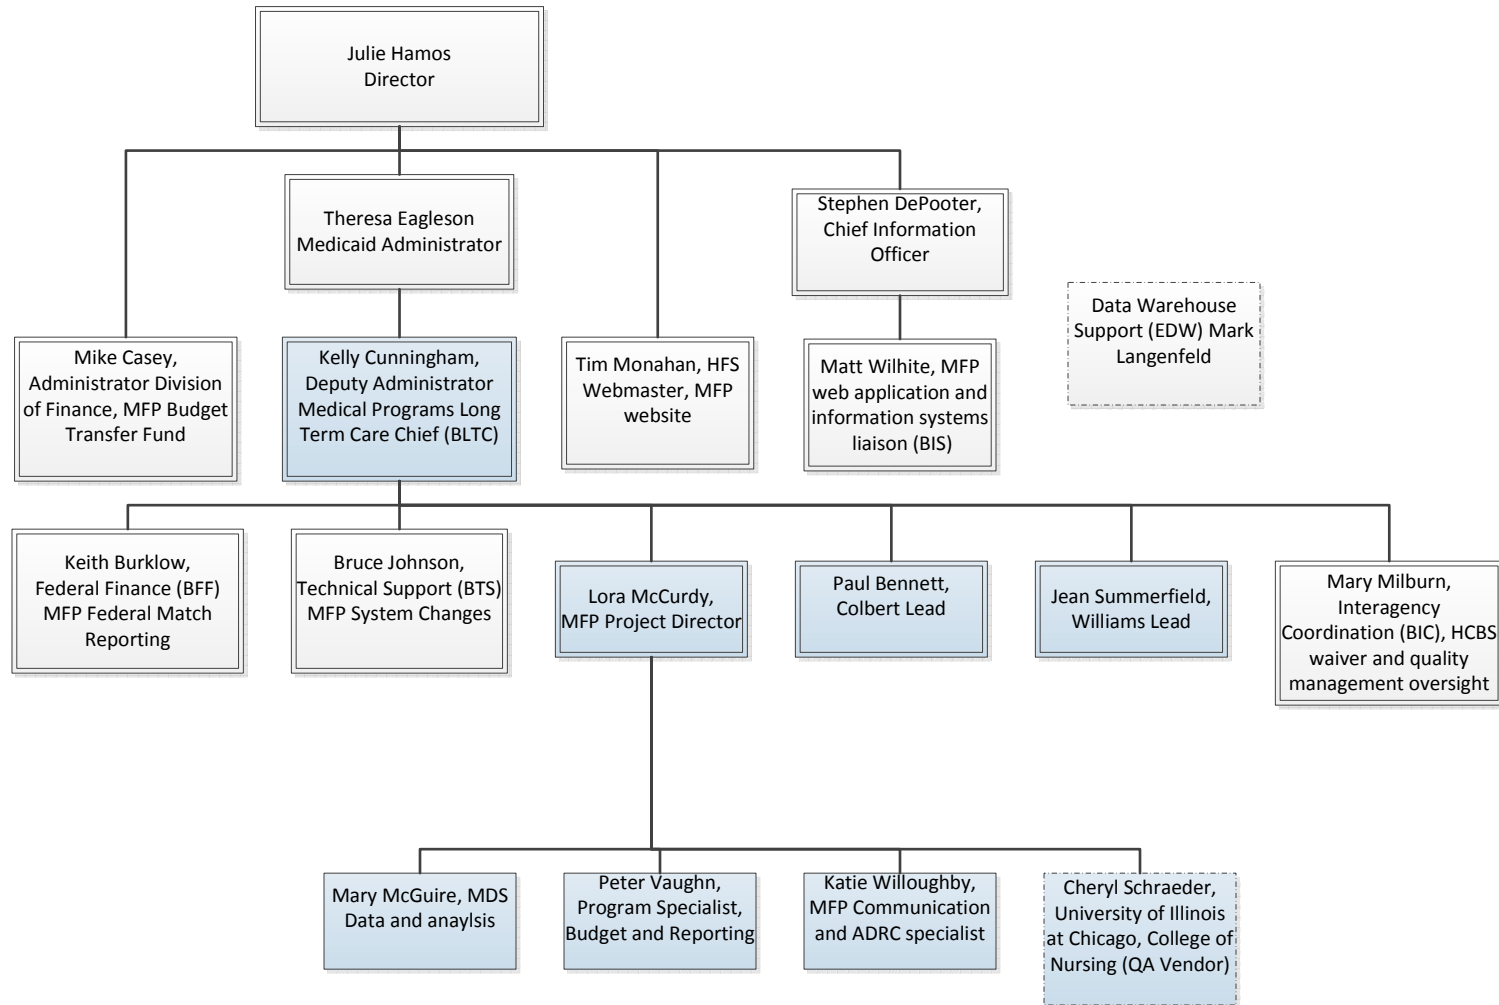 Julie Hamos
Director
Theresa Eagleson
Medicaid Administrator
Stephen DePooter,
Chief Information
Officer
Data Warehouse
Support (EDW) Mark
Langenfeld
Mike Casey,
Administrator Division
of Finance, MFP Budget
Transfer Fund
Kelly Cunningham,
Deputy Administrator
Medical Programs Long
Term Care Chief (BLTC)
Tim Monahan, HFS
Webmaster, MFP
website
Matt Wilhite, MFP
web application and
information systems
liaison (BIS)
Keith Burklow,
Federal Finance (BFF)
MFP Federal Match
Reporting
Bruce Johnson,
Technical Support (BTS)
MFP System Changes
Lora McCurdy,
MFP Project Director
Paul Bennett,
Colbert Lead
Jean Summerfield,
Williams Lead
Mary Milburn,
Interagency
Coordination (BIC), HCBS
waiver and quality
management oversight
Mary McGuire, MDS
Data and anaylsis
Peter Vaughn,
Program Specialist,
Budget and Reporting
Katie Willoughby,
MFP Communication
and ADRC specialist
Cheryl Schraeder,
University of Illinois
at Chicago, College of
Nursing (QA Vendor)